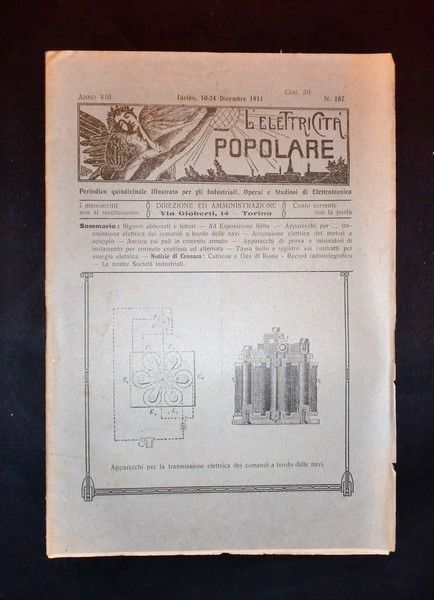 ANNO VIII
Torino, 10-24 Dicembre 1911
Cent. 20
N. 187
L'ELETTRICITÀ
POPOLARE
Periodico quindicinale Illustrato per gli Industriali, Operai e Studiosi di Elettrotecnica
i manoscritti
non si restituiscono
DIREZIONE ED AMMINISTRAZIONE
Via Gioberti, 14 - Torino
Conto corrente
con la posta
Sommario: Signori abbonati e lettori — Ad Esposizione finita — Apparecchi per la tra-
smissione elettrica dei comandi a bordo delle navi — Accensione elettrica dei motori a
scoppio — Ancora sui pali in cemento armato — Apparecchi di prova e misuratori di
isolamento per corrente continua ed alternata — Tassa bollo e registro sui contratti per
energia elettrica — Notizie di Cronaca: Carbone e Gas di Roma - Record radiotelegrafico
— Le nostre Società industriali.
Apparecchi per la trasmissione elettrica dei comandi a bordo delle navi.